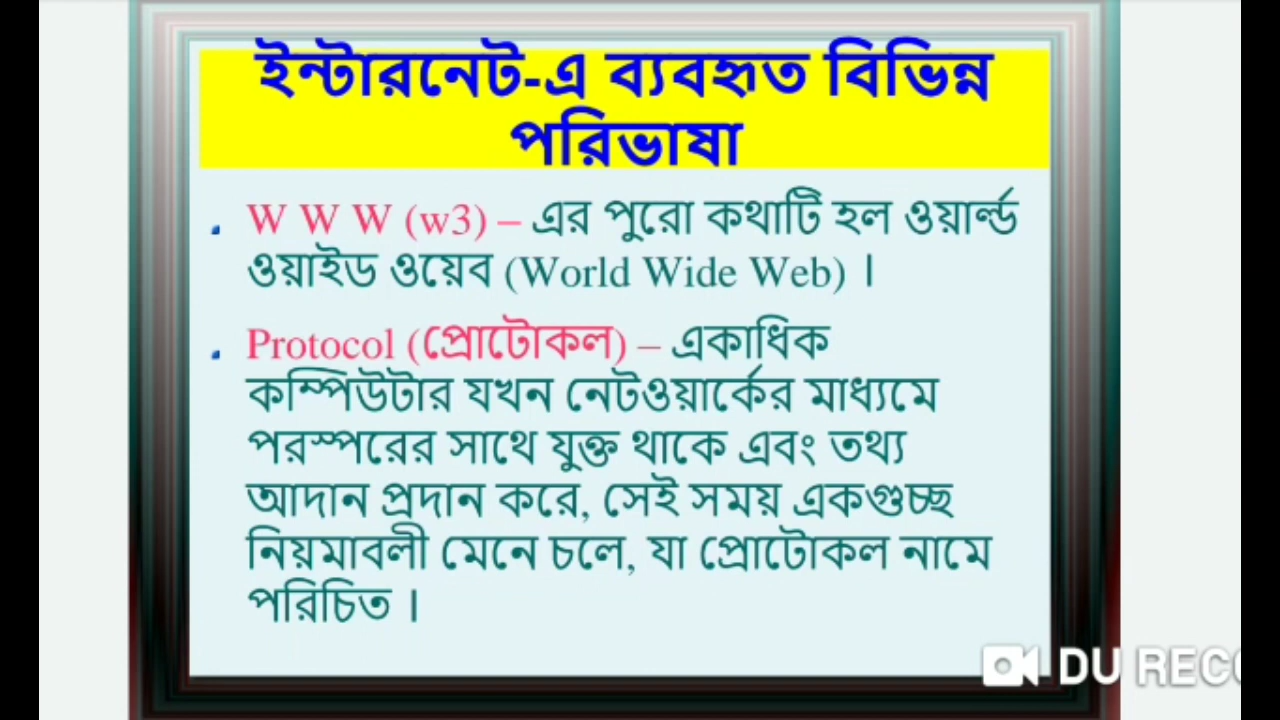 ইন্টারনেট-এ ব্যবহৃত বিভিন্ন
পরিভাষা
W W W (w3) – এর পুরো কথাটি হল ওয়ার্ল্ড
ওয়াইড ওয়েব (World Wide Web) ।
Protocol (প্রোটোকল) – একাধিক
কম্পিউটার যখন নেটওয়ার্কের মাধ্যমে
পরস্পরের সাথে যুক্ত থাকে এবং তথ্য
আদান প্রদান করে, সেই সময় একগুচ্ছ
নিয়মাবলী মেনে চলে, যা প্রোটোকল নামে
পরিচিত ।
DU REC